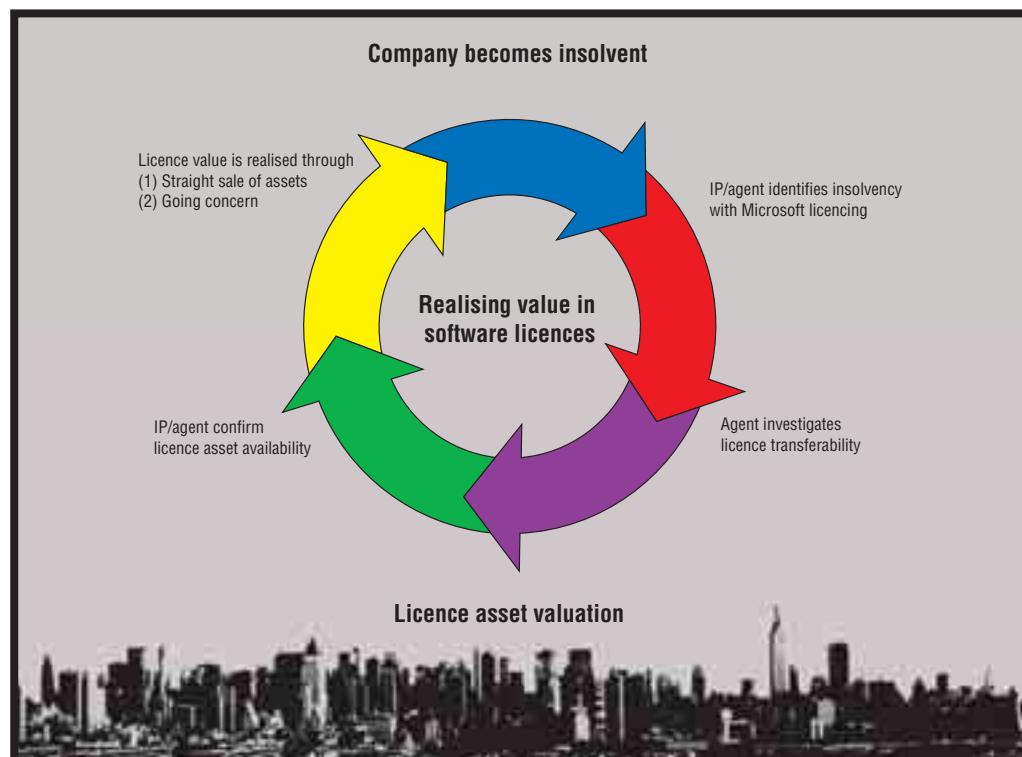 Company becomes insolvent
Licence value is realised through
(1) Straight sale of assets
(2) Going concern
IP/agent identifies insolvency
with Microsoft licencing
Realising value in
software licences
IP/agent confirm
licence asset availability
Agent investigates
licence transferability
Licence asset valuation